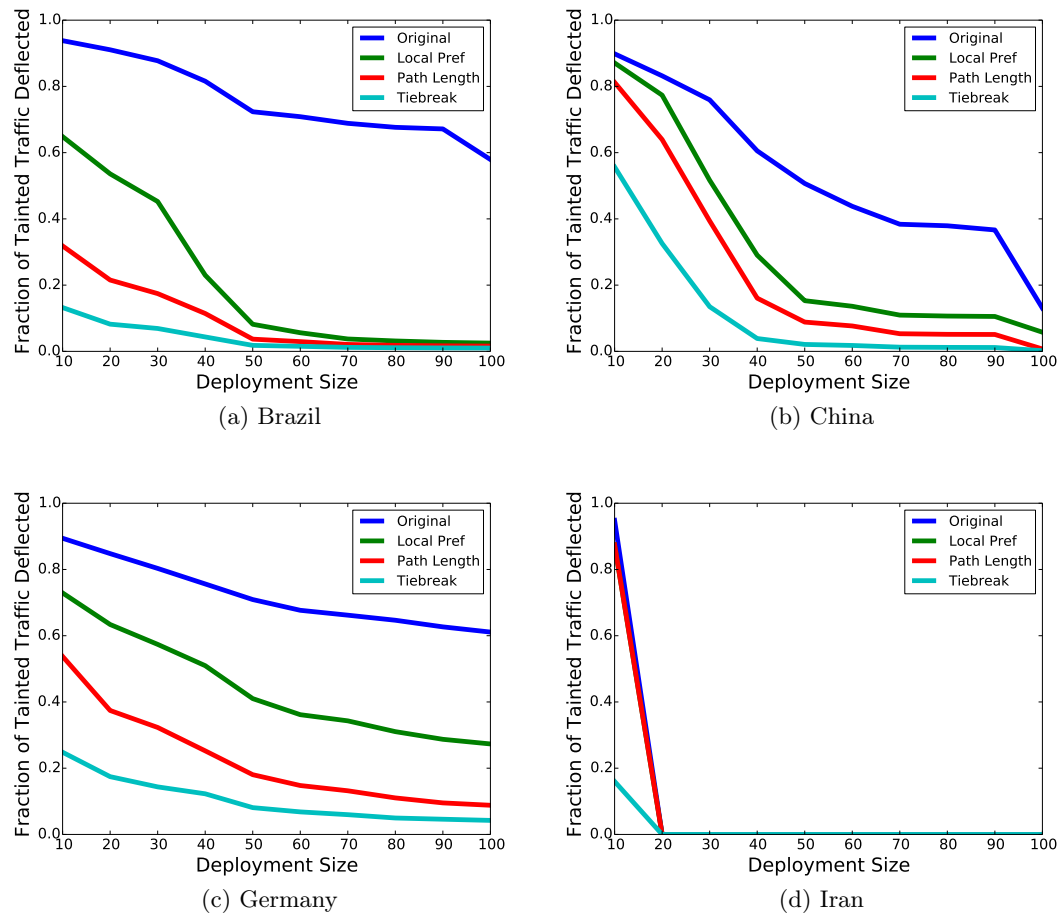 Fraction of Tainted Traffic Deflected
1.0
0.8
0.6
0.4
0.2
0.0
Original
Local Pref
Path Length
Tiebreak
10 20 30 40 50 60 70 80 90 100
Deployment Size
(a) Brazil
Fraction of Tainted Traffic Deflected
1.0
0.8
0.6
0.4
0.2
0.0
Original
Local Pref
Path Length
Tiebreak
10 20 30 40 50 60 70 80 90 100
Deployment Size
(b) China
Fraction of Tainted Traffic Deflected
1.0
0.8
0.6
0.4
0.2
0.0
Original
Local Pref
Path Length
Tiebreak
10 20 30 40 50 60 70 80 90 100
Deployment Size
(c) Germany
Fraction of Tainted Traffic Deflected
1.0
0.8
0.6
0.4
0.2
0.0
Original
Local Pref
Path Length
Tiebreak
10 20 30 40 50 60 70 80 90 100
Deployment Size
(d) Iran